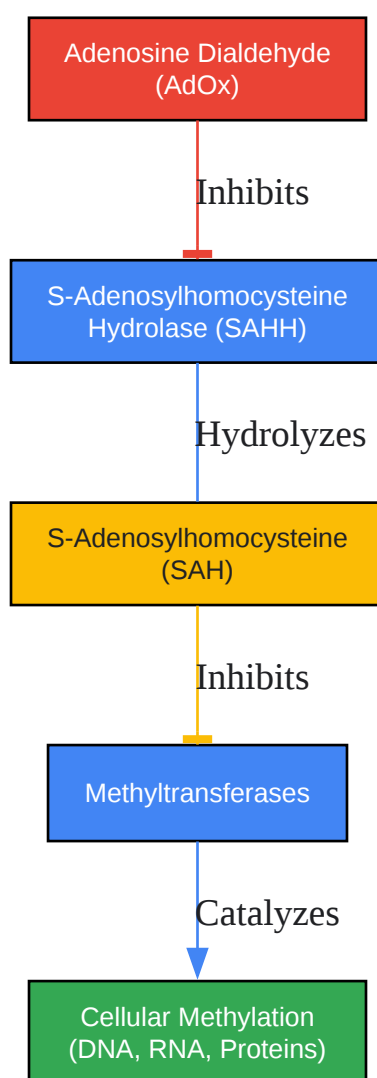 Adenosine Dialdehyde
(AdOx)
Inhibits
S-Adenosylhomocysteine
Hydrolase (SAHH)
Hydrolyzes
S-Adenosylhomocysteine
(SAH)
Inhibits
Methyltransferases
Catalyzes
Cellular Methylation
(DNA, RNA, Proteins)